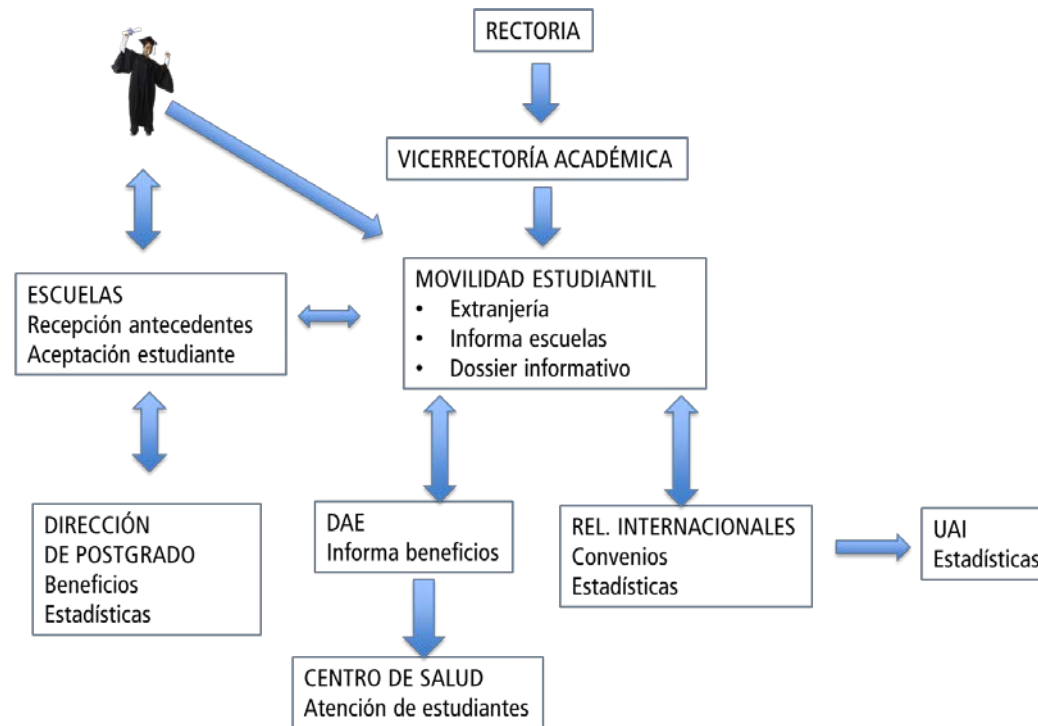 RECTORIA
VICERRECTORÍA ACADÉMICA
ESCUELAS
Recepción antecedentes
Aceptación estudiante
MOVILIDAD ESTUDIANTIL
• Extranjería
• Informa escuelas
• Dossier informativo
DIRECCIÓN
DE POSTGRADO
Beneficios
Estadísticas
DAE
Informa beneficios
REL. INTERNACIONALES
Convenios
Estadísticas
UAI
Estadísticas
CENTRO DE SALUD
Atención de estudiantes